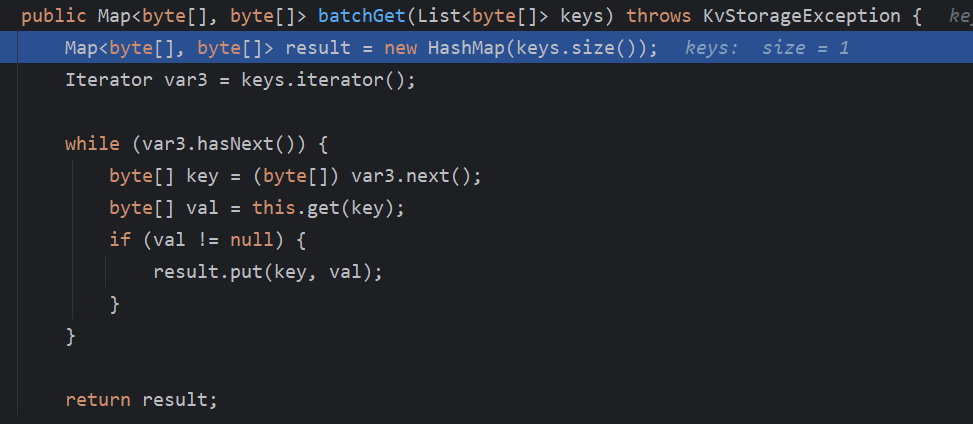 public Map<byte[], byte[]> batchGet(List<byte[]> keys) throws KvStorageException {  ke
Map<byte[], byte[]> result = new HashMap(keys.size());  keys:  size = 1
Iterator var3 = keys.iterator();
while (var3.hasNext()) {
byte[] key = (byte[]) var3.next();
byte[] val = this.get(key);
if (val != null) {
result.put(key, val);
}
}
return result;